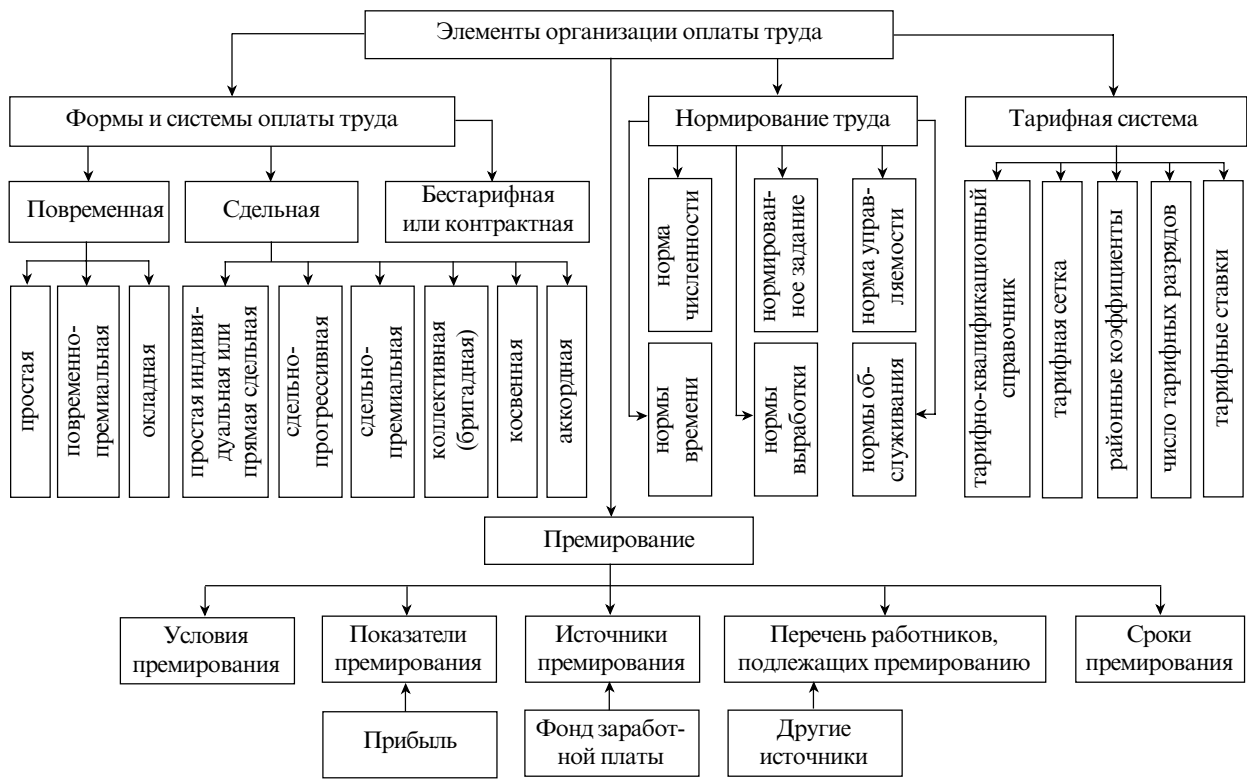 Элементы организации оплаты труда
Формы и системы оплаты труда
Нормирование труда
Тарифная система
Повременная
Сдельная
Бестарифная
или контрактная
простая
повременно-
премиальная
окладная
простая индиви-
дуальная или
прямая сдельная
сдельно-
прогрессивная
сдельно-
премиальная
коллективная
(бригадная)
косвенная
аккордная
норма
численности
нормирован-
ное задание
норма управ-
ляемости
нормы
времени
нормы
выработки
нормы об-
служивания
тарифно-квалификационный
справочник
тарифная сетка
районные коэффициенты
число тарифных разрядов
тарифные ставки
Премирование
Условия
премирования
Показатели
премирования
Источники
премирования
Перечень работников,
подлежащих премированию
Сроки
премирования
Прибыль
Фонд заработ-
ной платы
Другие
источники